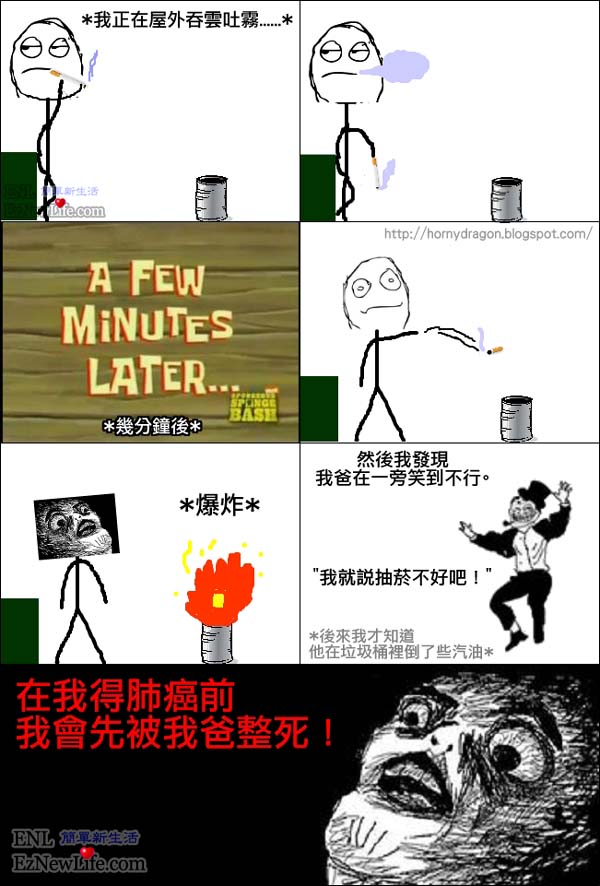 *我正在屋外吞雲吐霧……*
ENL 簡單新生活
EzNewLife.com
A FEW
MINUTES
LATER...
SPONGEBOB
SPONGE
BASH
*幾分鐘後*
http://hornydragon.blogspot.com/
*爆炸*
然後我發現
我爸在一旁笑到不行。
"我就說抽菸不好吧！"
*後來我才知道
他在垃圾桶裡倒了些汽油*
在我得肺癌前
我會先被我爸整死！
ENL 簡單新生活
EzNewLife.com